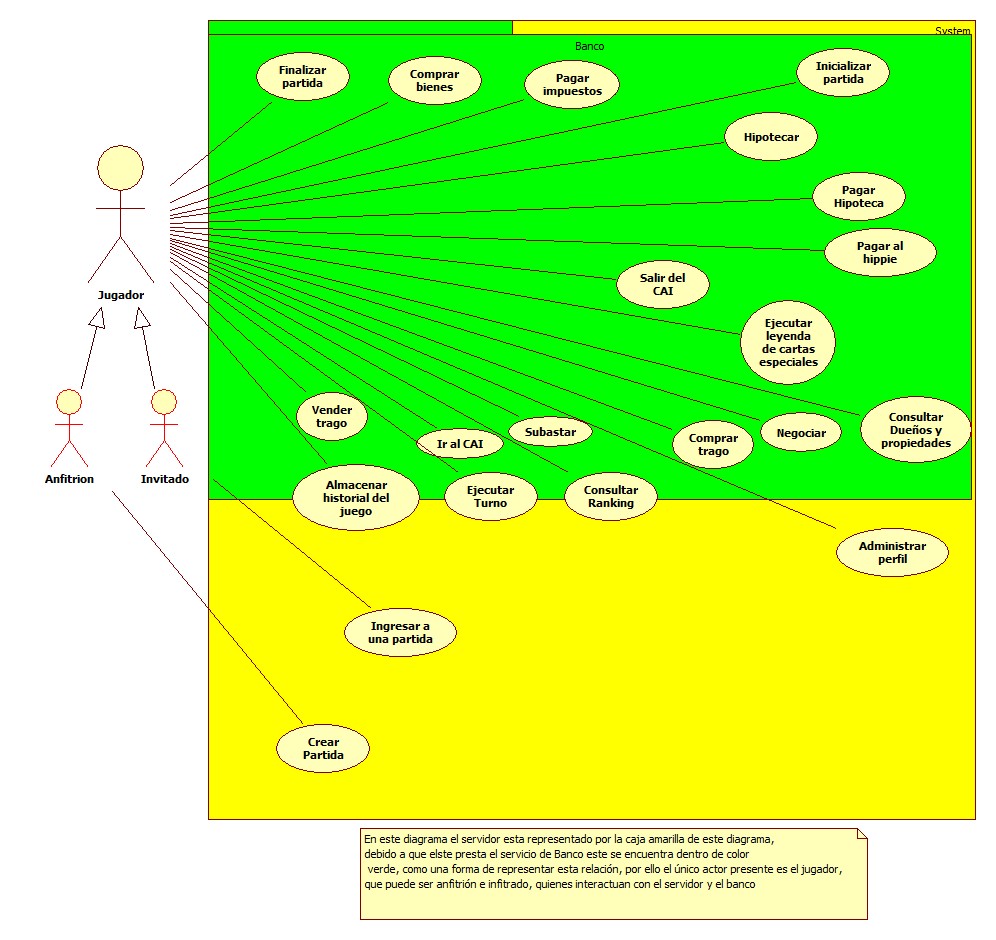 System
Banco
Finalizar
partida
Comprar
bienes
Pagar
impuestos
Inicializar
partida
Hipotecar
Pagar
Hipoteca
Pagar al
hippie
Salir del
CAI
Ejecutar
leyenda
de cartas
especiales
Jugador
Vender
trago
Ir al CAI
Subastar
Comprar
trago
Negociar
Consultar
Dueños y
propiedades
Anfitrion
Invitado
Almacenar
historial del
juego
Ejecutar
Turno
Consultar
Ranking
Administrar
perfil
Ingresar a
una partida
Crear
Partida
En este diagrama el servidor esta representado por la caja amarilla de este diagrama,
debido a que elste presta el servicio de Banco este se encuentra dentro de color
verde, como una forma de representar esta relación, por ello el único actor presente es el jugador,
que puede ser anfitrión e infitrado, quienes interactuan con el servidor y el banco